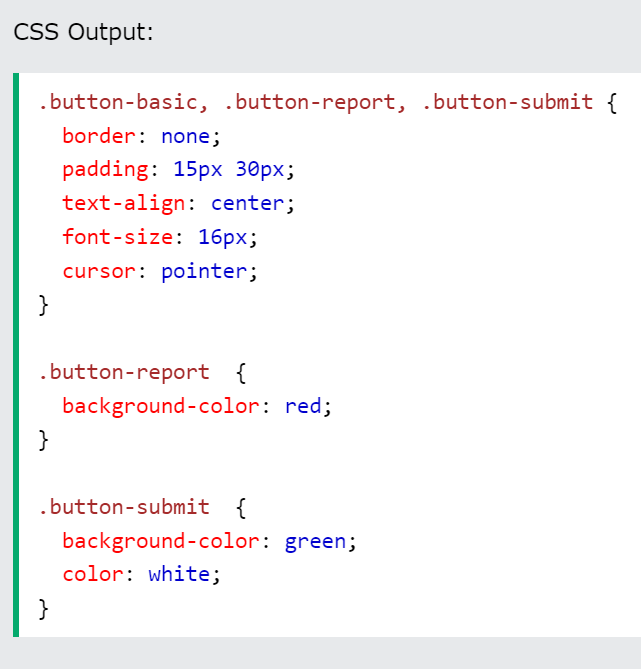 CSS Output:
.button-basic, .button-report, .button-submit {
  border: none;
  padding: 15px 30px;
  text-align: center;
  font-size: 16px;
  cursor: pointer;
}

.button-report  {
  background-color: red;
}

.button-submit  {
  background-color: green;
  color: white;
}